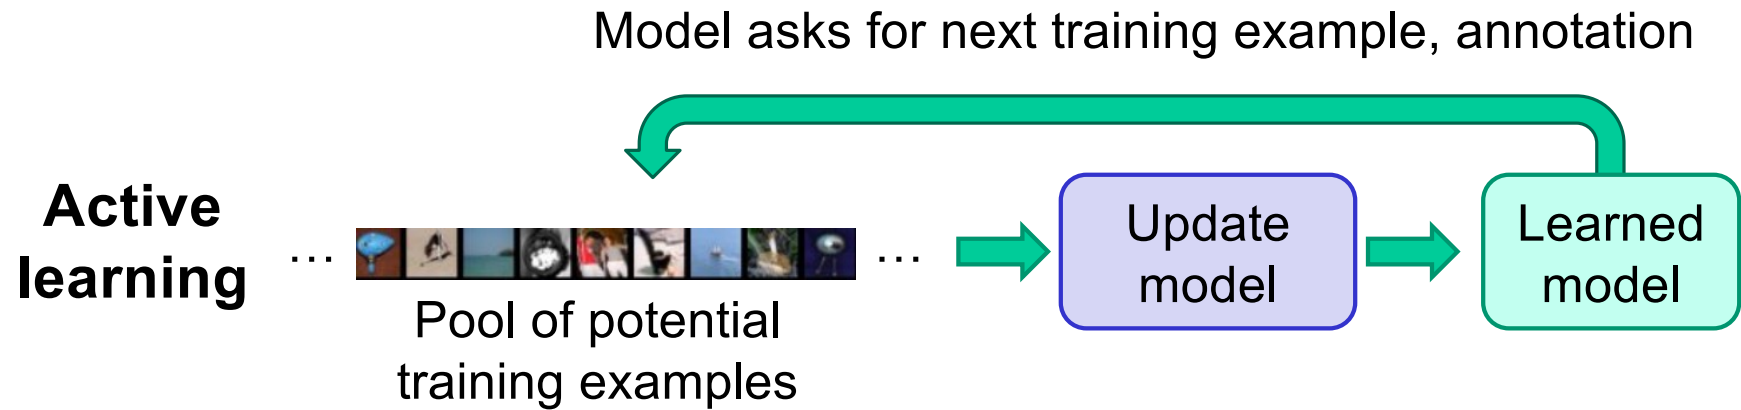 Model asks for next training example, annotation
Active
learning
...
...
Pool of potential
training examples
Update
model
Learned
model